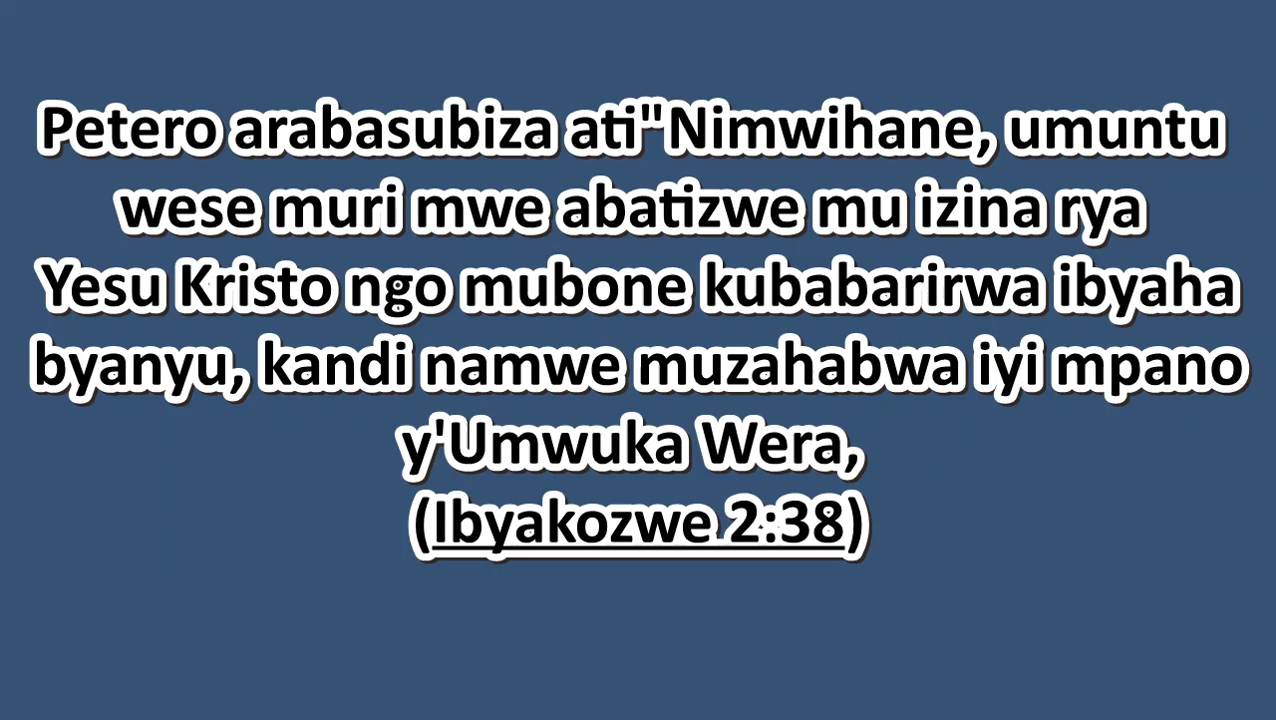 Petero arabasubiza ati"Nimwihane, umuntu
wese muri mwe abatizwe mu izina rya
Yesu Kristo ngo mubone kubabarirwa ibyaha
byanyu, kandi namwe muzahabwa iyi mpano
y'Umwuka Wera,
(Ibyakozwe 2:38)